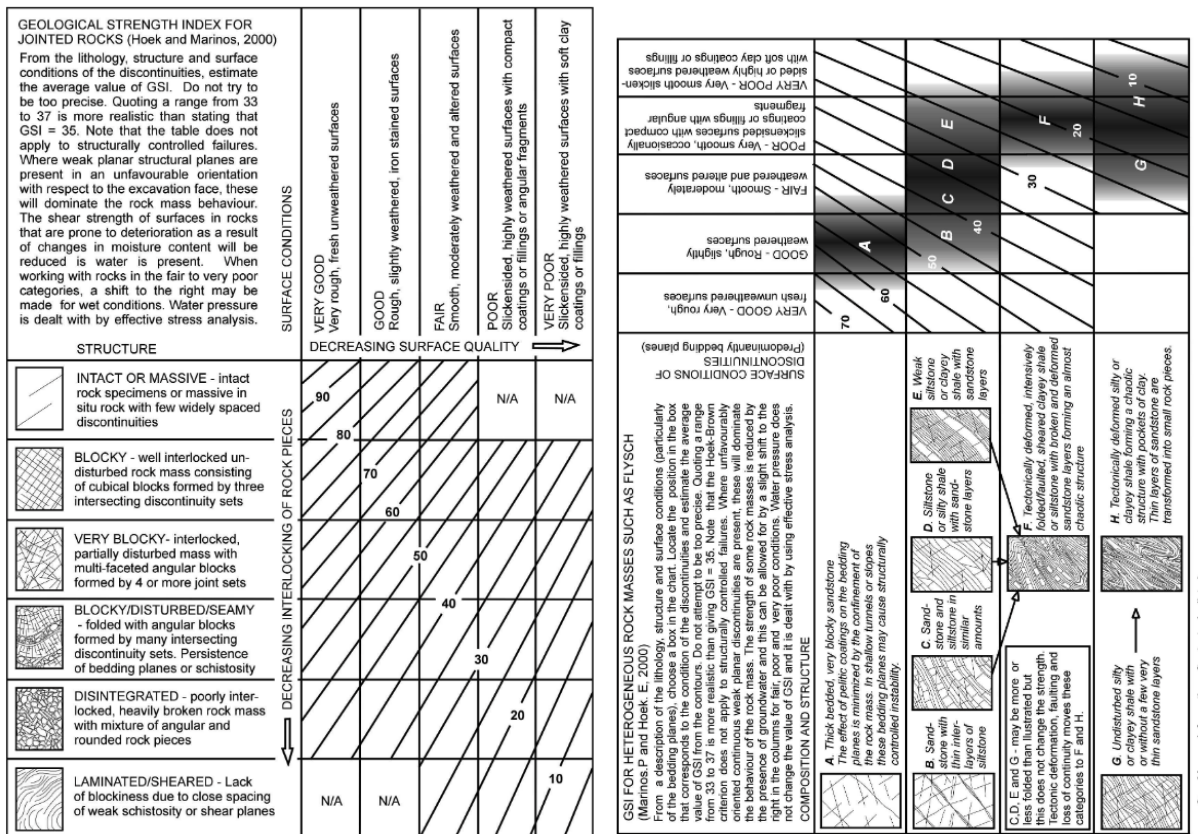 GEOLOGICAL STRENGTH INDEX FOR
JOINTED ROCKS (Hoek and Marinos, 2000)
From the lithology, structure and surface
conditions of the discontinuities, estimate
the average value of GSI. Do not try to
be too precise. Quoting a range from 33
to 37 is more realistic than stating that
GSI = 35. Note that the table does not
apply to structurally controlled failures.
Where weak planar structural planes are
present in an unfavourable orientation
with respect to the excavation face, these
will dominate the rock mass behaviour.
The shear strength of surfaces in rocks
that are prone to deterioration as a result
of changes in moisture content will be
reduced is water is present. When
working with rocks in the fair to very poor
categories, a shift to the right may be
made for wet conditions. Water pressure
is dealt with by effective stress analysis.
STRUCTURE
SURFACE CONDITIONS
VERY GOOD
Very rough, fresh unweathered surfaces
GOOD
Rough, slightly weathered, iron stained surfaces
FAIR
Smooth, moderately weathered and altered surfaces
POOR
Slickensided, highly weathered surfaces with compact
coatings or fillings or angular fragments
VERY POOR
Slickensided, highly weathered surfaces with soft clay
coatings or fillings
DECREASING SURFACE QUALITY
DECREASING INTERLOCKING OF ROCK PIECES
INTACT OR MASSIVE - intact
rock specimens or massive in
situ rock with few widely spaced
discontinuities
BLOCKY - well interlocked un-
disturbed rock mass consisting
of cubical blocks formed by three
intersecting discontinuity sets
VERY BLOCKY- interlocked,
partially disturbed mass with
multi-faceted angular blocks
formed by 4 or more joint sets
BLOCKY/DISTURBED/SEAMY
- folded with angular blocks
formed by many intersecting
discontinuity sets. Persistence
of bedding planes or schistosity
DISINTEGRATED - poorly inter-
locked, heavily broken rock mass
with mixture of angular and
rounded rock pieces
LAMINATED/SHEARED - Lack
of blockiness due to close spacing
of weak schistosity or shear planes
90
80
70
60
50
40
30
20
10
N/A
N/A
N/A
N/A
GSI FOR HETEROGENEOUS ROCK MASSES SUCH AS FLYSCH
(Marinos.P and Hoek. E, 2000)
From a description of the lithology, structure and surface conditions (particularly
of the bedding planes), choose a box in the chart. Locate the position in the box
that corresponds to the condition of the discontinuities and estimate the average
value of GSI from the contours. Do not attempt to be too precise. Quoting a range
from 33 to 37 is more realistic than giving GSI = 35. Note that the Hoek-Brown
criterion does not apply to structurally controlled failures. Where unfavourably
oriented continuous weak planar discontinuities are present, these will dominate
the behaviour of the rock mass. The strength of some rock masses is reduced by
the presence of groundwater and this can be allowed for by a slight shift to the
right in the columns for fair, poor and very poor conditions. Water pressure does
not change the value of GSI and it is dealt with by using effective stress analysis.
COMPOSITION AND STRUCTURE
SURFACE CONDITIONS OF
DISCONTINUITIES
(Predominantly bedding planes)
VERY GOOD - Very rough,
fresh unweathered surfaces
GOOD - Rough, slightly
weathered surfaces
FAIR - Smooth, moderately
weathered and altered surfaces
POOR - Very smooth, occasionally
slickensided surfaces with compact
coatings or fillings with angular
fragments
VERY POOR - Very smooth slicken-
sided or highly weathered surfaces
with soft clay coatings or fillings
A. Thick bedded, very blocky sandstone
The effect of pelitic coatings on the bedding
planes is minimized by the confinement of
the rock mass. In shallow tunnels or slopes
these bedding planes may cause structurally
controlled instability.
B. Sand-
stone with
thin inter-
layers of
siltstone
C. Sand-
stone and
siltstone in
similar
amounts
D. Siltstone
or silty shale
with sand-
stone layers
E. Weak
siltstone
or clayey
shale with
sandstone
layers
C,D, E and G - may be more or
less folded than llustrated but
this does not change the strength.
Tectonic deformation, faulting and
loss of continuity moves these
categories to F and H.
F. Tectonically deformed, intensively
folded/faulted, sheared clayey shale
or siltstone with broken and deformed
sandstone layers forming an almost
chaotic structure
G. Undisturbed silty
or clayey shale with
or without a few very
thin sandstone layers
H. Tectonically deformed silty or
clayey shale forming a chaotic
structure with pockets of clay.
Thin layers of sandstone are
transformed into small rock pieces.
70
60
A
50
B
40
C
D
E
30
F
20
G
H
10